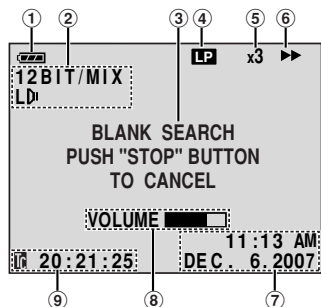 ① ② ③ ④ ⑤ ⑥
LP x3
12BIT/MIX
L
BLANK SEARCH
PUSH "STOP" BUTTON
TO CANCEL
VOLUME
11:13 AM
20:21:25 DEC. 6.2007
⑨ ⑧ ⑦